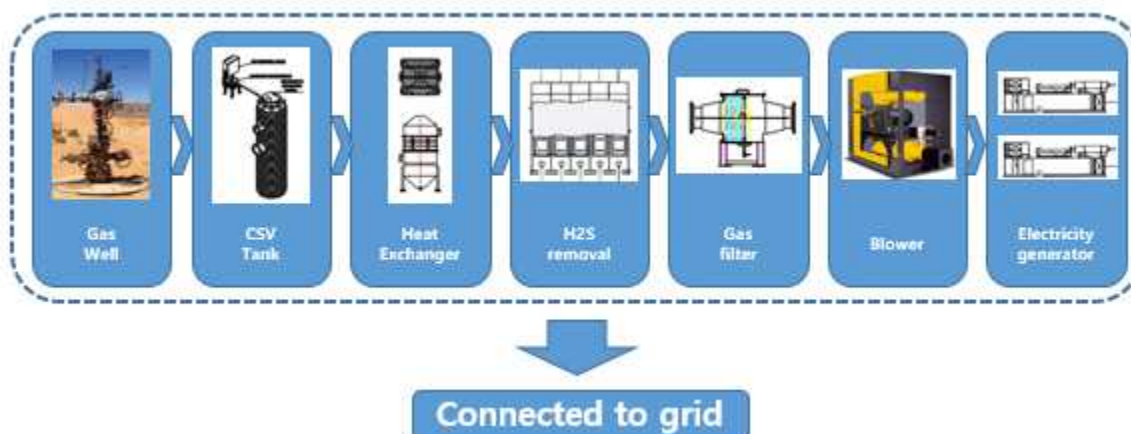 Gas
Well
CSV
Tank
Heat
Exchanger
H2S
removal
Gas
filter
Blower
Electricity
generator
Connected to grid